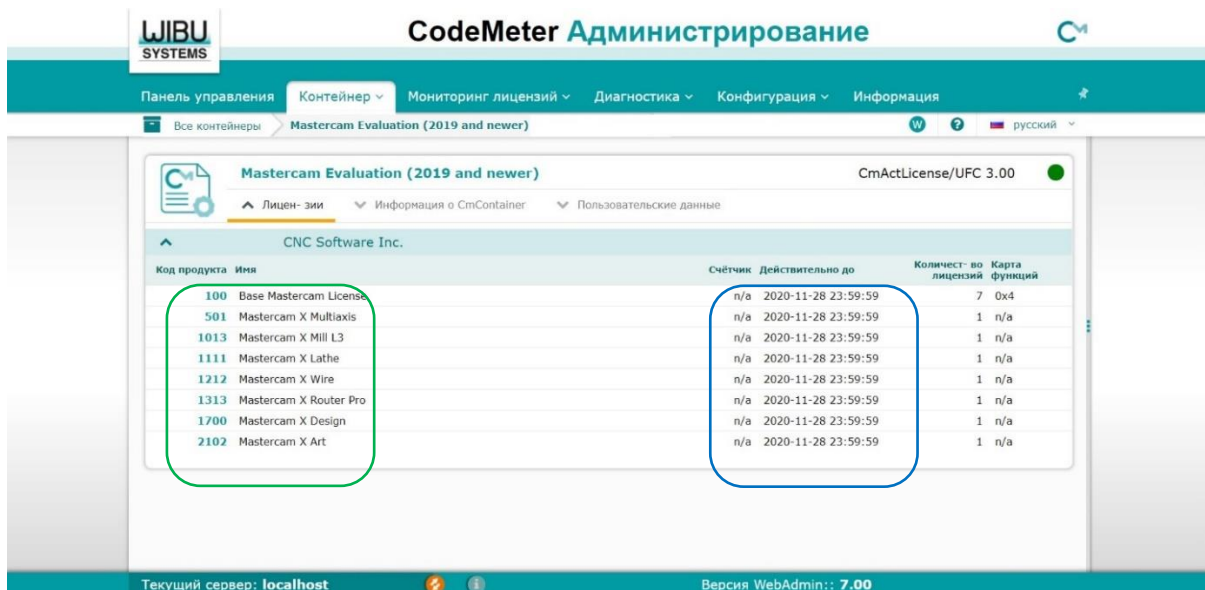 WIBU
SYSTEMS
CodeMeter Администрирование
Панель управления Контейнер Мониторинг лицензий Диагностика Конфигурация Информация
Все контейнеры Mastercam Evaluation (2019 and newer) W ? русский
Mastercam Evaluation (2019 and newer) CmActLicense/UFC 3.00
Лицен- зии Информация о CmContainer Пользовательские данные
CNC Software Inc.
Код продукта Имя Счётчик Действительно до Количест- во лицензий Карта функций
100 Base Mastercam License n/a 2020-11-28 23:59:59 7 0x4
501 Mastercam X Multiaxis n/a 2020-11-28 23:59:59 1 n/a
1013 Mastercam X Mill L3 n/a 2020-11-28 23:59:59 1 n/a
1111 Mastercam X Lathe n/a 2020-11-28 23:59:59 1 n/a
1212 Mastercam X Wire n/a 2020-11-28 23:59:59 1 n/a
1313 Mastercam X Router Pro n/a 2020-11-28 23:59:59 1 n/a
1700 Mastercam X Design n/a 2020-11-28 23:59:59 1 n/a
2102 Mastercam X Art n/a 2020-11-28 23:59:59 1 n/a
Текущий сервер: localhost Версия WebAdmin:: 7.00